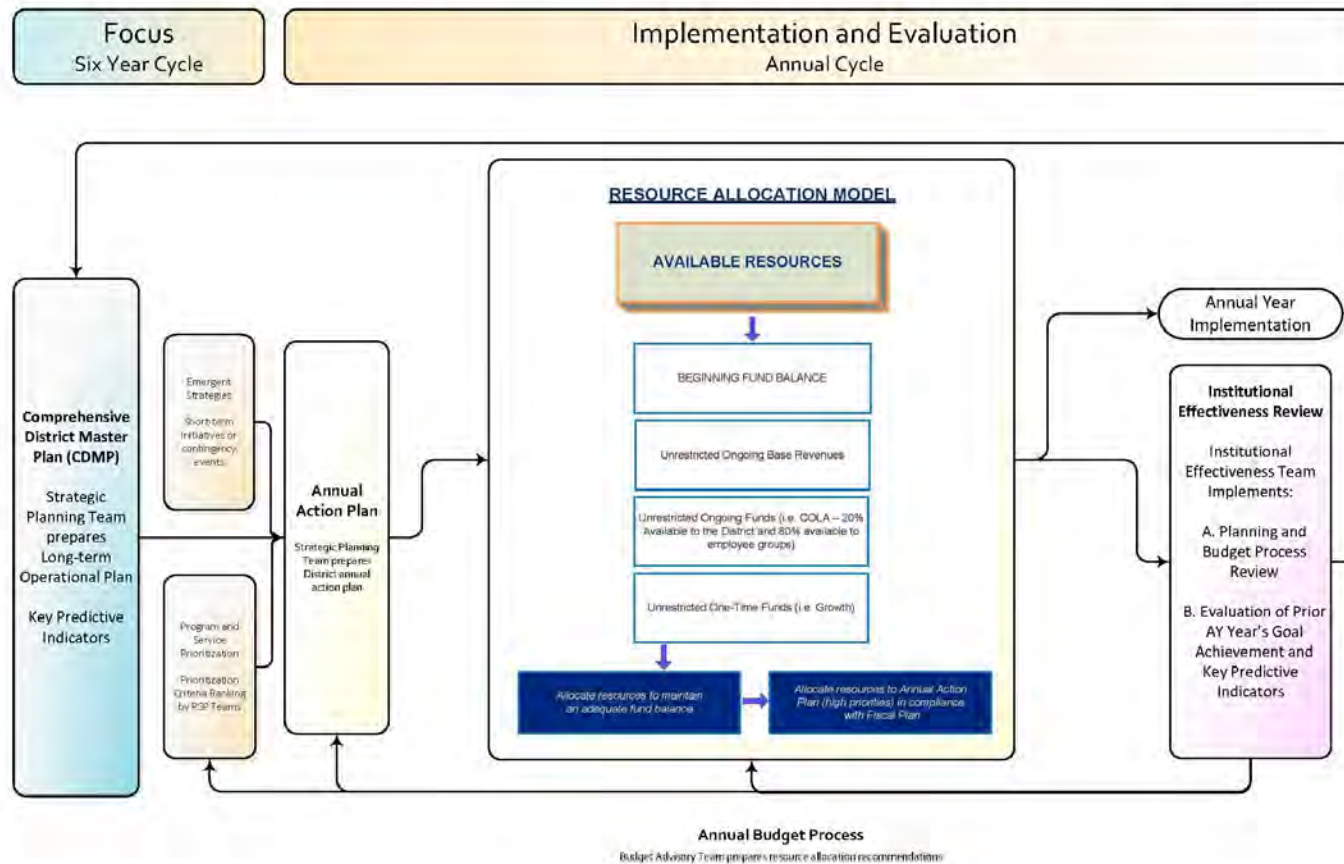 Focus
Six Year Cycle
Implementation and Evaluation
Annual Cycle
Comprehensive
District Master
Plan (CDMP)
Strategic
Planning Team
prepares
Long-term
Operational Plan
Key Predictive
Indicators
Emergent
Strategies
Short-term
initiatives or
contingency
events.
Program and
Service
Prioritization
Prioritization
Criteria Ranking
by P3P Teams
Annual
Action Plan
Strategic Planning
Team prepares
District annual
action plan
RESOURCE ALLOCATION MODEL
AVAILABLE RESOURCES
BEGINNING FUND BALANCE
Unrestricted Ongoing Base Revenues
Unrestricted Ongoing Funds (i.e. COLA – 20%
Available to the District and 80% available to
employee groups)
Unrestricted One-Time Funds (i.e. Growth)
Allocate resources to maintain
an adequate fund balance
Allocate resources to Annual Action
Plan (high priorities) in compliance
with Fiscal Plan
Annual Year
Implementation
Institutional
Effectiveness Review
Institutional
Effectiveness Team
Implements:
A. Planning and
Budget Process
Review
B. Evaluation of Prior
AY Year's Goal
Achievement and
Key Predictive
Indicators
Annual Budget Process
Budget Advisory Team prepares resource allocation recommendations